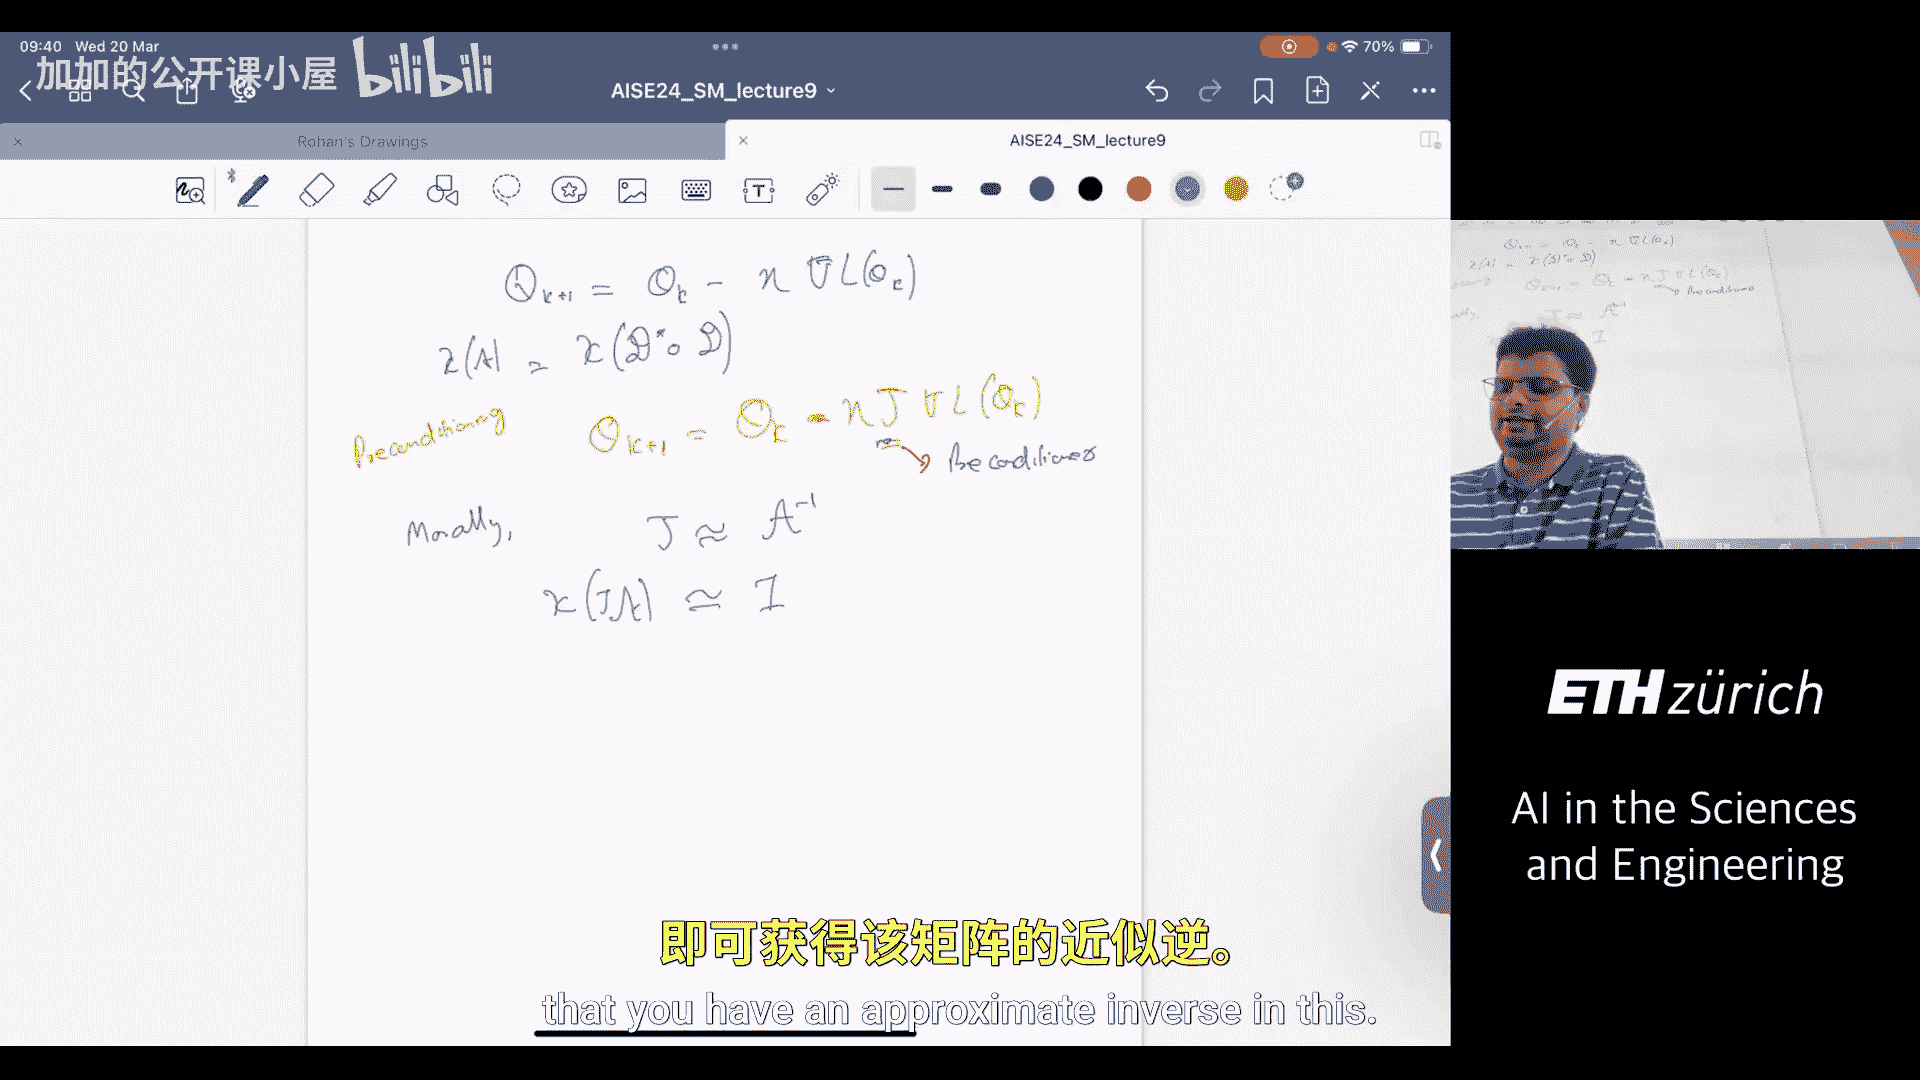 09:40 Wed 20 Mar
70%
加加的公开课小屋 bilibili
AISE24_SM_lecture9
Rohan's Drawings
AISE24_SM_lecture9
θₖ₊₁ = θₖ - η ∇L(θₖ)
κ(A) = κ(D*∘D)
Preconditioning θₖ₊₁ = θₖ - η J ∇L(θₖ)
Preconditioner
Morally, J ≈ A⁻¹
κ(JA) ≃ I
ETH zürich
AI in the Sciences
and Engineering
即可获得该矩阵的近似逆。
that you have an approximate inverse in this.